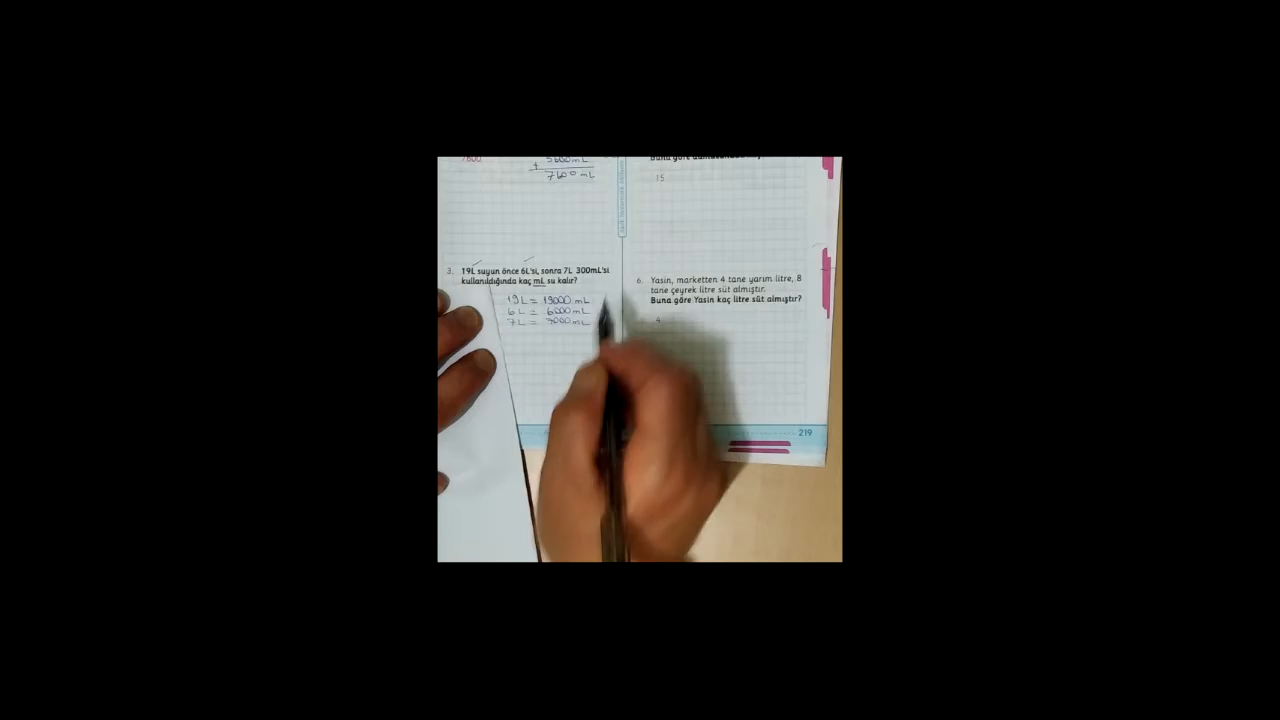 7600
5600 mL
+
7600 mL
15
3. 19L suyun önce 6L'si, sonra 7L 300mL'si
kullanıldığında kaç mL su kalır?
19 L = 19000 mL
6 L = 6000 mL
7 L = 7000 mL
6. Yasin, marketten 4 tane yarım litre, 8
tane çeyrek litre süt almıştır.
Buna göre Yasin kaç litre süt almıştır?
4
219